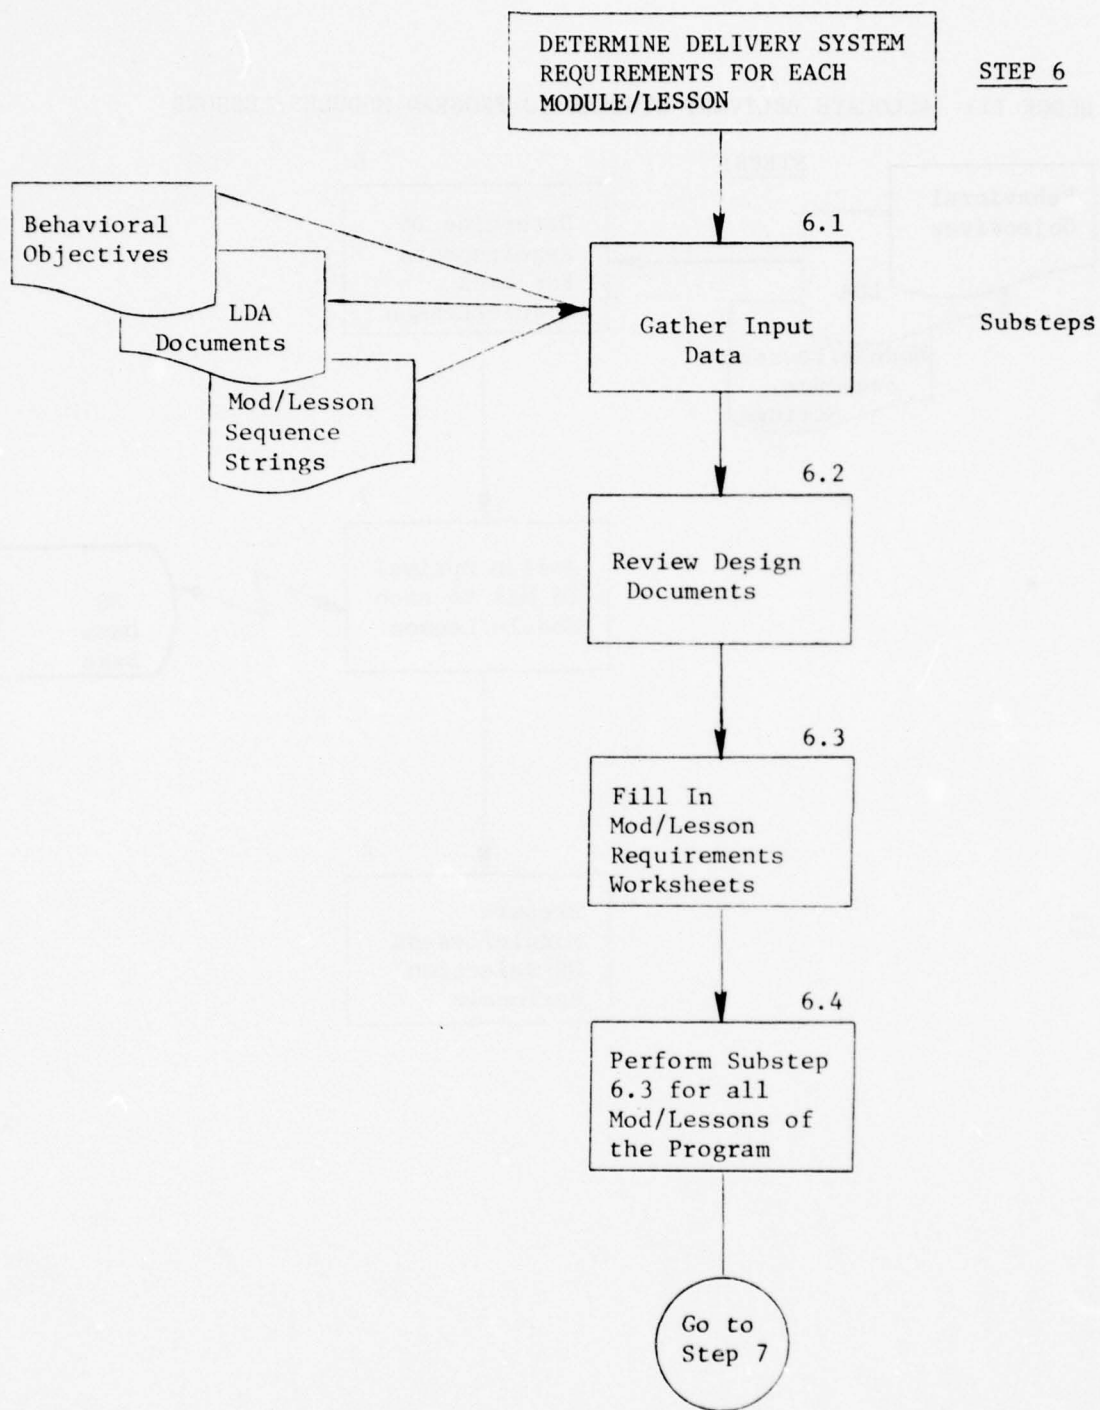 DETERMINE DELIVERY SYSTEM
REQUIREMENTS FOR EACH
MODULE/LESSON
STEP 6
6.1
Behavioral
Objectives
LDA
Documents
Mod/Lesson
Sequence
Strings
Gather Input
Data
Substeps
6.2
Review Design
Documents
6.3
Fill In
Mod/Lesson
Requirements
Worksheets
6.4
Perform Substep
6.3 for all
Mod/Lessons of
the Program
Go to
Step 7